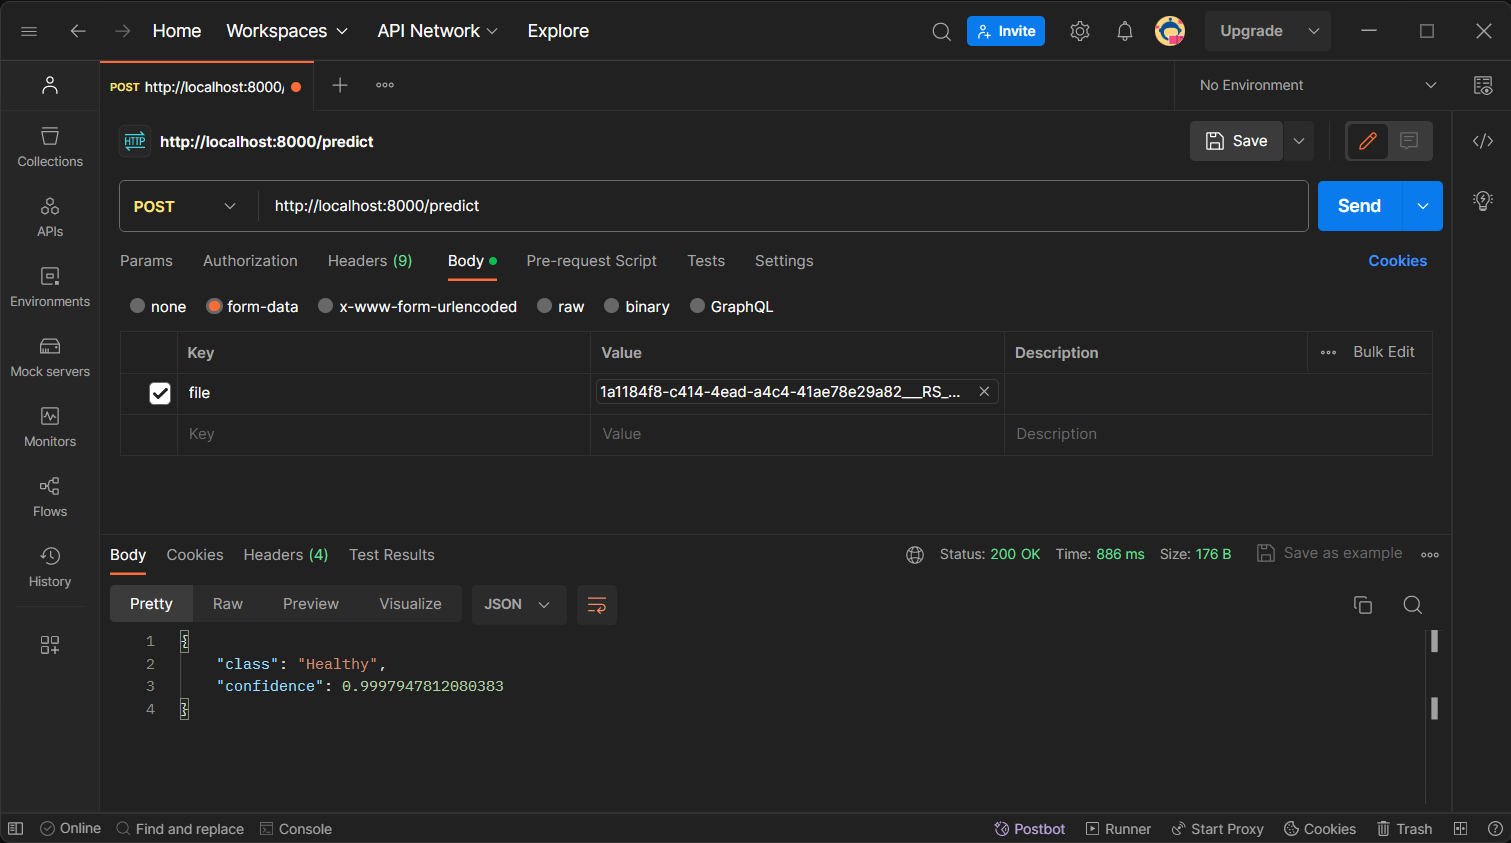 Home Workspaces API Network Explore Invite Upgrade
POST http://localhost:8000/ No Environment
HTTP http://localhost:8000/predict Save
POST http://localhost:8000/predict Send
Params Authorization Headers (9) Body Pre-request Script Tests Settings Cookies
none form-data x-www-form-urlencoded raw binary GraphQL
Key Value Description Bulk Edit
file 1a1184f8-c414-4ead-a4c4-41ae78e29a82___RS_...
Key Value Description
Collections
APIs
Environments
Mock servers
Monitors
Flows
History
Body Cookies Headers (4) Test Results Status: 200 OK Time: 886 ms Size: 176 B Save as example
Pretty Raw Preview Visualize JSON
1 {
2 "class": "Healthy",
3 "confidence": 0.9997947812080383
4 }
Online Find and replace Console Postbot Runner Start Proxy Cookies Trash